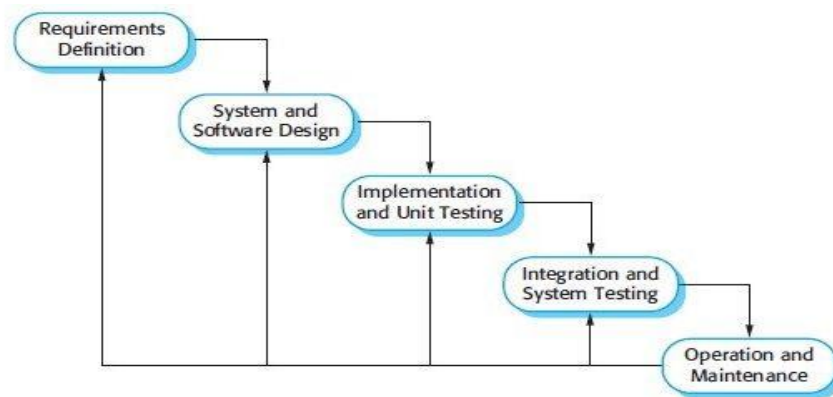 Requirements
Definition
System and
Software Design
Implementation
and Unit Testing
Integration and
System Testing
Operation and
Maintenance